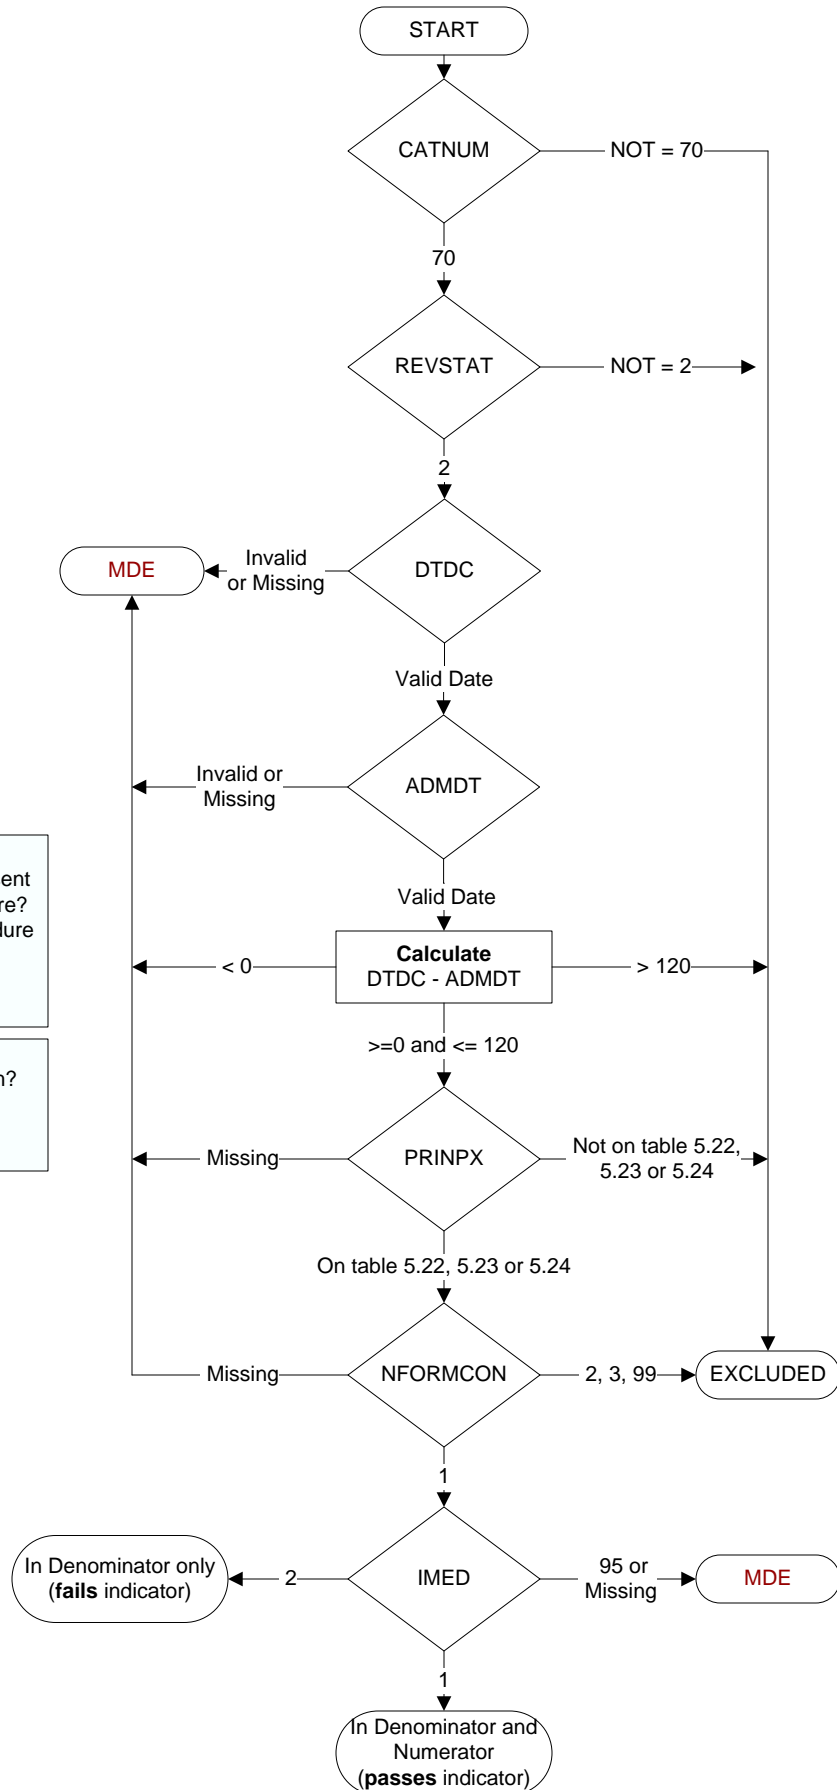 START
CATNUM
NOT = 70
70
REVSTAT
NOT = 2
2
MDE
Invalid
or Missing
DTDC
Valid Date
Invalid or
Missing
ADMDT
Valid Date
< 0
Calculate
DTDC - ADMDT
> 120
>=0 and <= 120
Missing
PRINPX
Not on table 5.22,
5.23 or 5.24
On table 5.22, 5.23 or 5.24
Missing
NFORMCON
2, 3, 99
EXCLUDED
1
In Denominator only
(fails indicator)
2
IMED
95 or
Missing
MDE
1
In Denominator and
Numerator
(passes indicator)